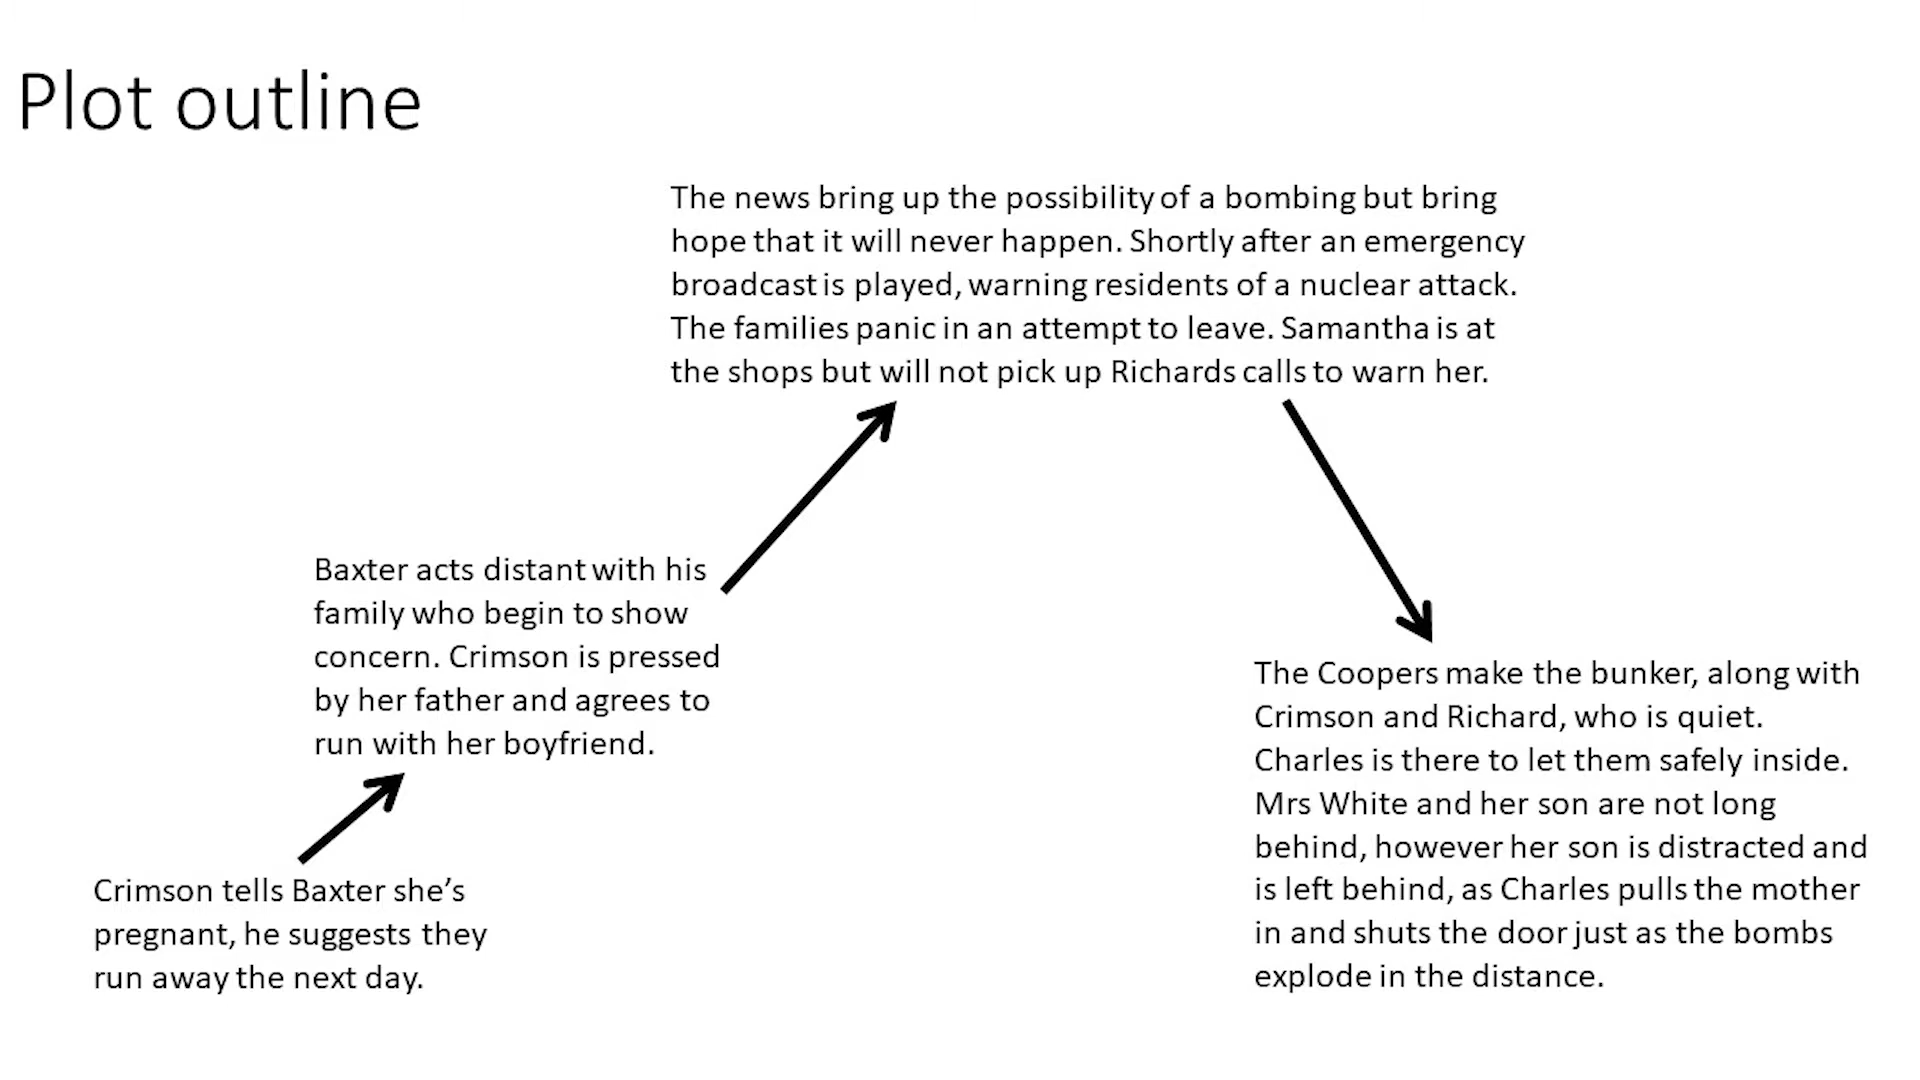 Plot outline
The news bring up the possibility of a bombing but bring
hope that it will never happen. Shortly after an emergency
broadcast is played, warning residents of a nuclear attack.
The families panic in an attempt to leave. Samantha is at
the shops but will not pick up Richards calls to warn her.
Baxter acts distant with his
family who begin to show
concern. Crimson is pressed
by her father and agrees to
run with her boyfriend.
Crimson tells Baxter she’s
pregnant, he suggests they
run away the next day.
The Coopers make the bunker, along with
Crimson and Richard, who is quiet.
Charles is there to let them safely inside.
Mrs White and her son are not long
behind, however her son is distracted and
is left behind, as Charles pulls the mother
in and shuts the door just as the bombs
explode in the distance.